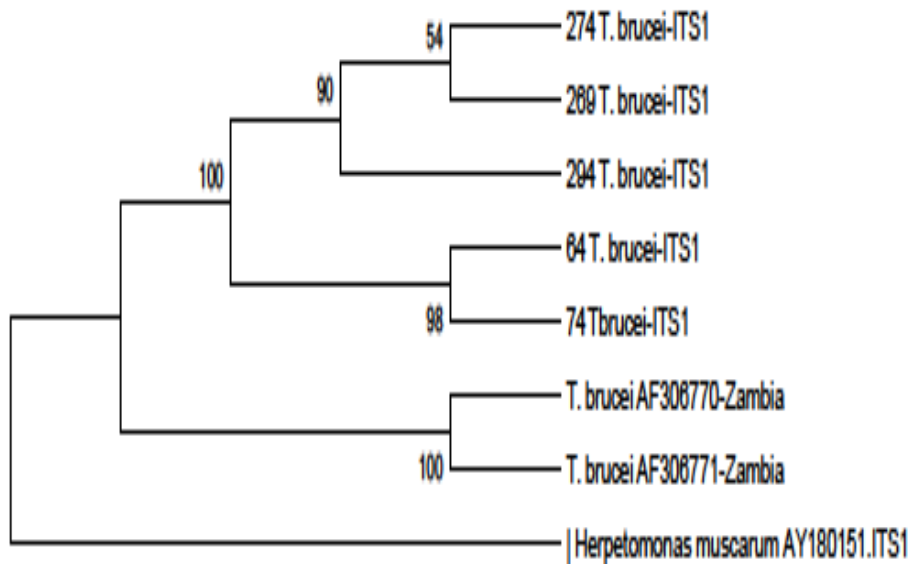 274 T. brucei-ITS1
54
269 T. brucei-ITS1
90
294 T. brucei-ITS1
100
64 T. brucei-ITS1
98
74 Tbrucei-ITS1
T. brucei AF306770-Zambia
100
T. brucei AF306771-Zambia
| Herpetomonas muscarum AY180151.ITS1